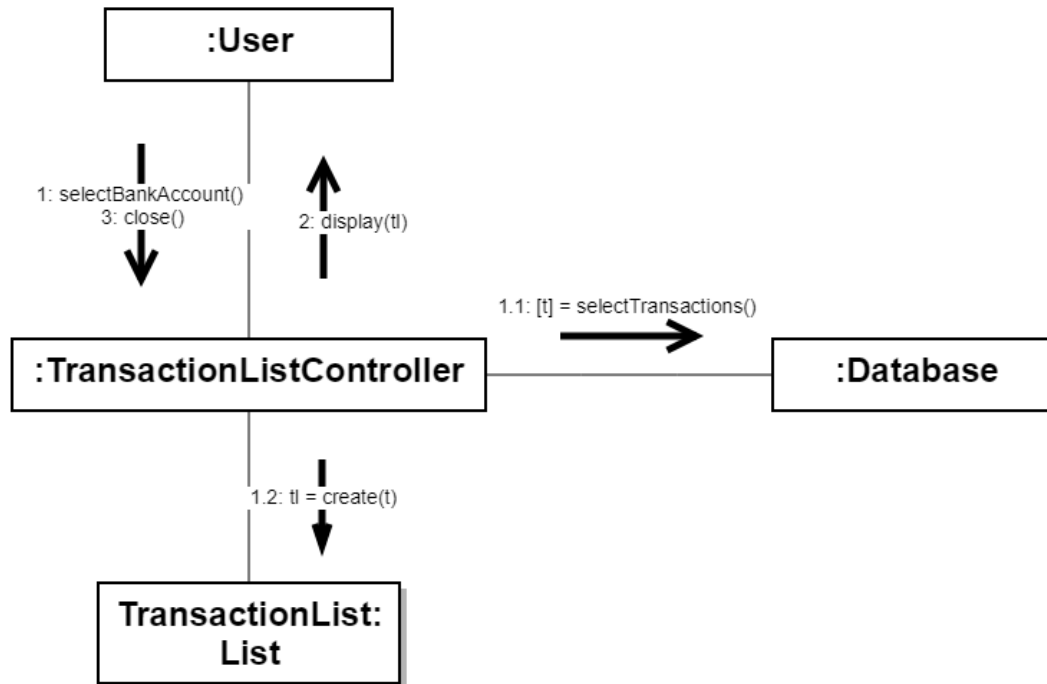 :User
1: selectBankAccount()
3: close()
2: display(tl)
1.1: [t] = selectTransactions()
:TransactionListController
:Database
1.2: tl = create(t)
TransactionList:
List